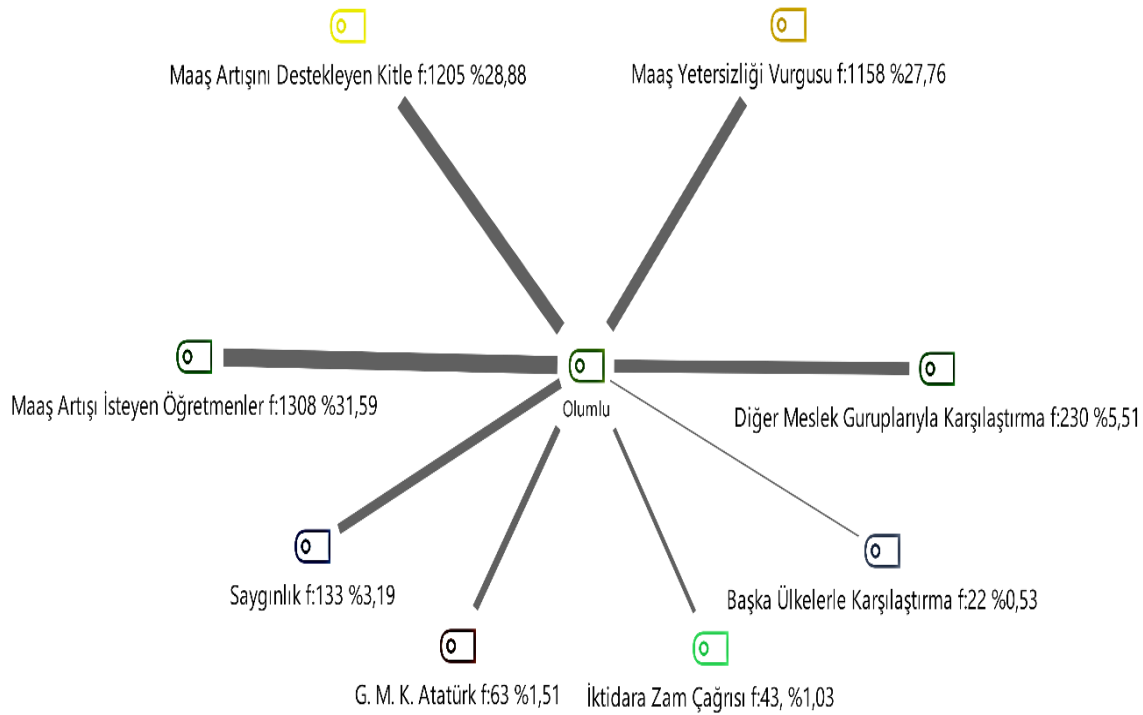 Maaş Artışını Destekleyen Kitle f:1205 %28,88
Maaş Yetersizliği Vurgusu f:1158 %27,76
Maaş Artışı İsteyen Öğretmenler f:1308 %31,59
Olumlu
Diğer Meslek Guruplarıyla Karşılaştırma f:230 %5,51
Saygınlık f:133 %3,19
Başka Ülkelerle Karşılaştırma f:22 %0,53
G. M. K. Atatürk f:63 %1,51
İktidara Zam Çağrısı f:43, %1,03